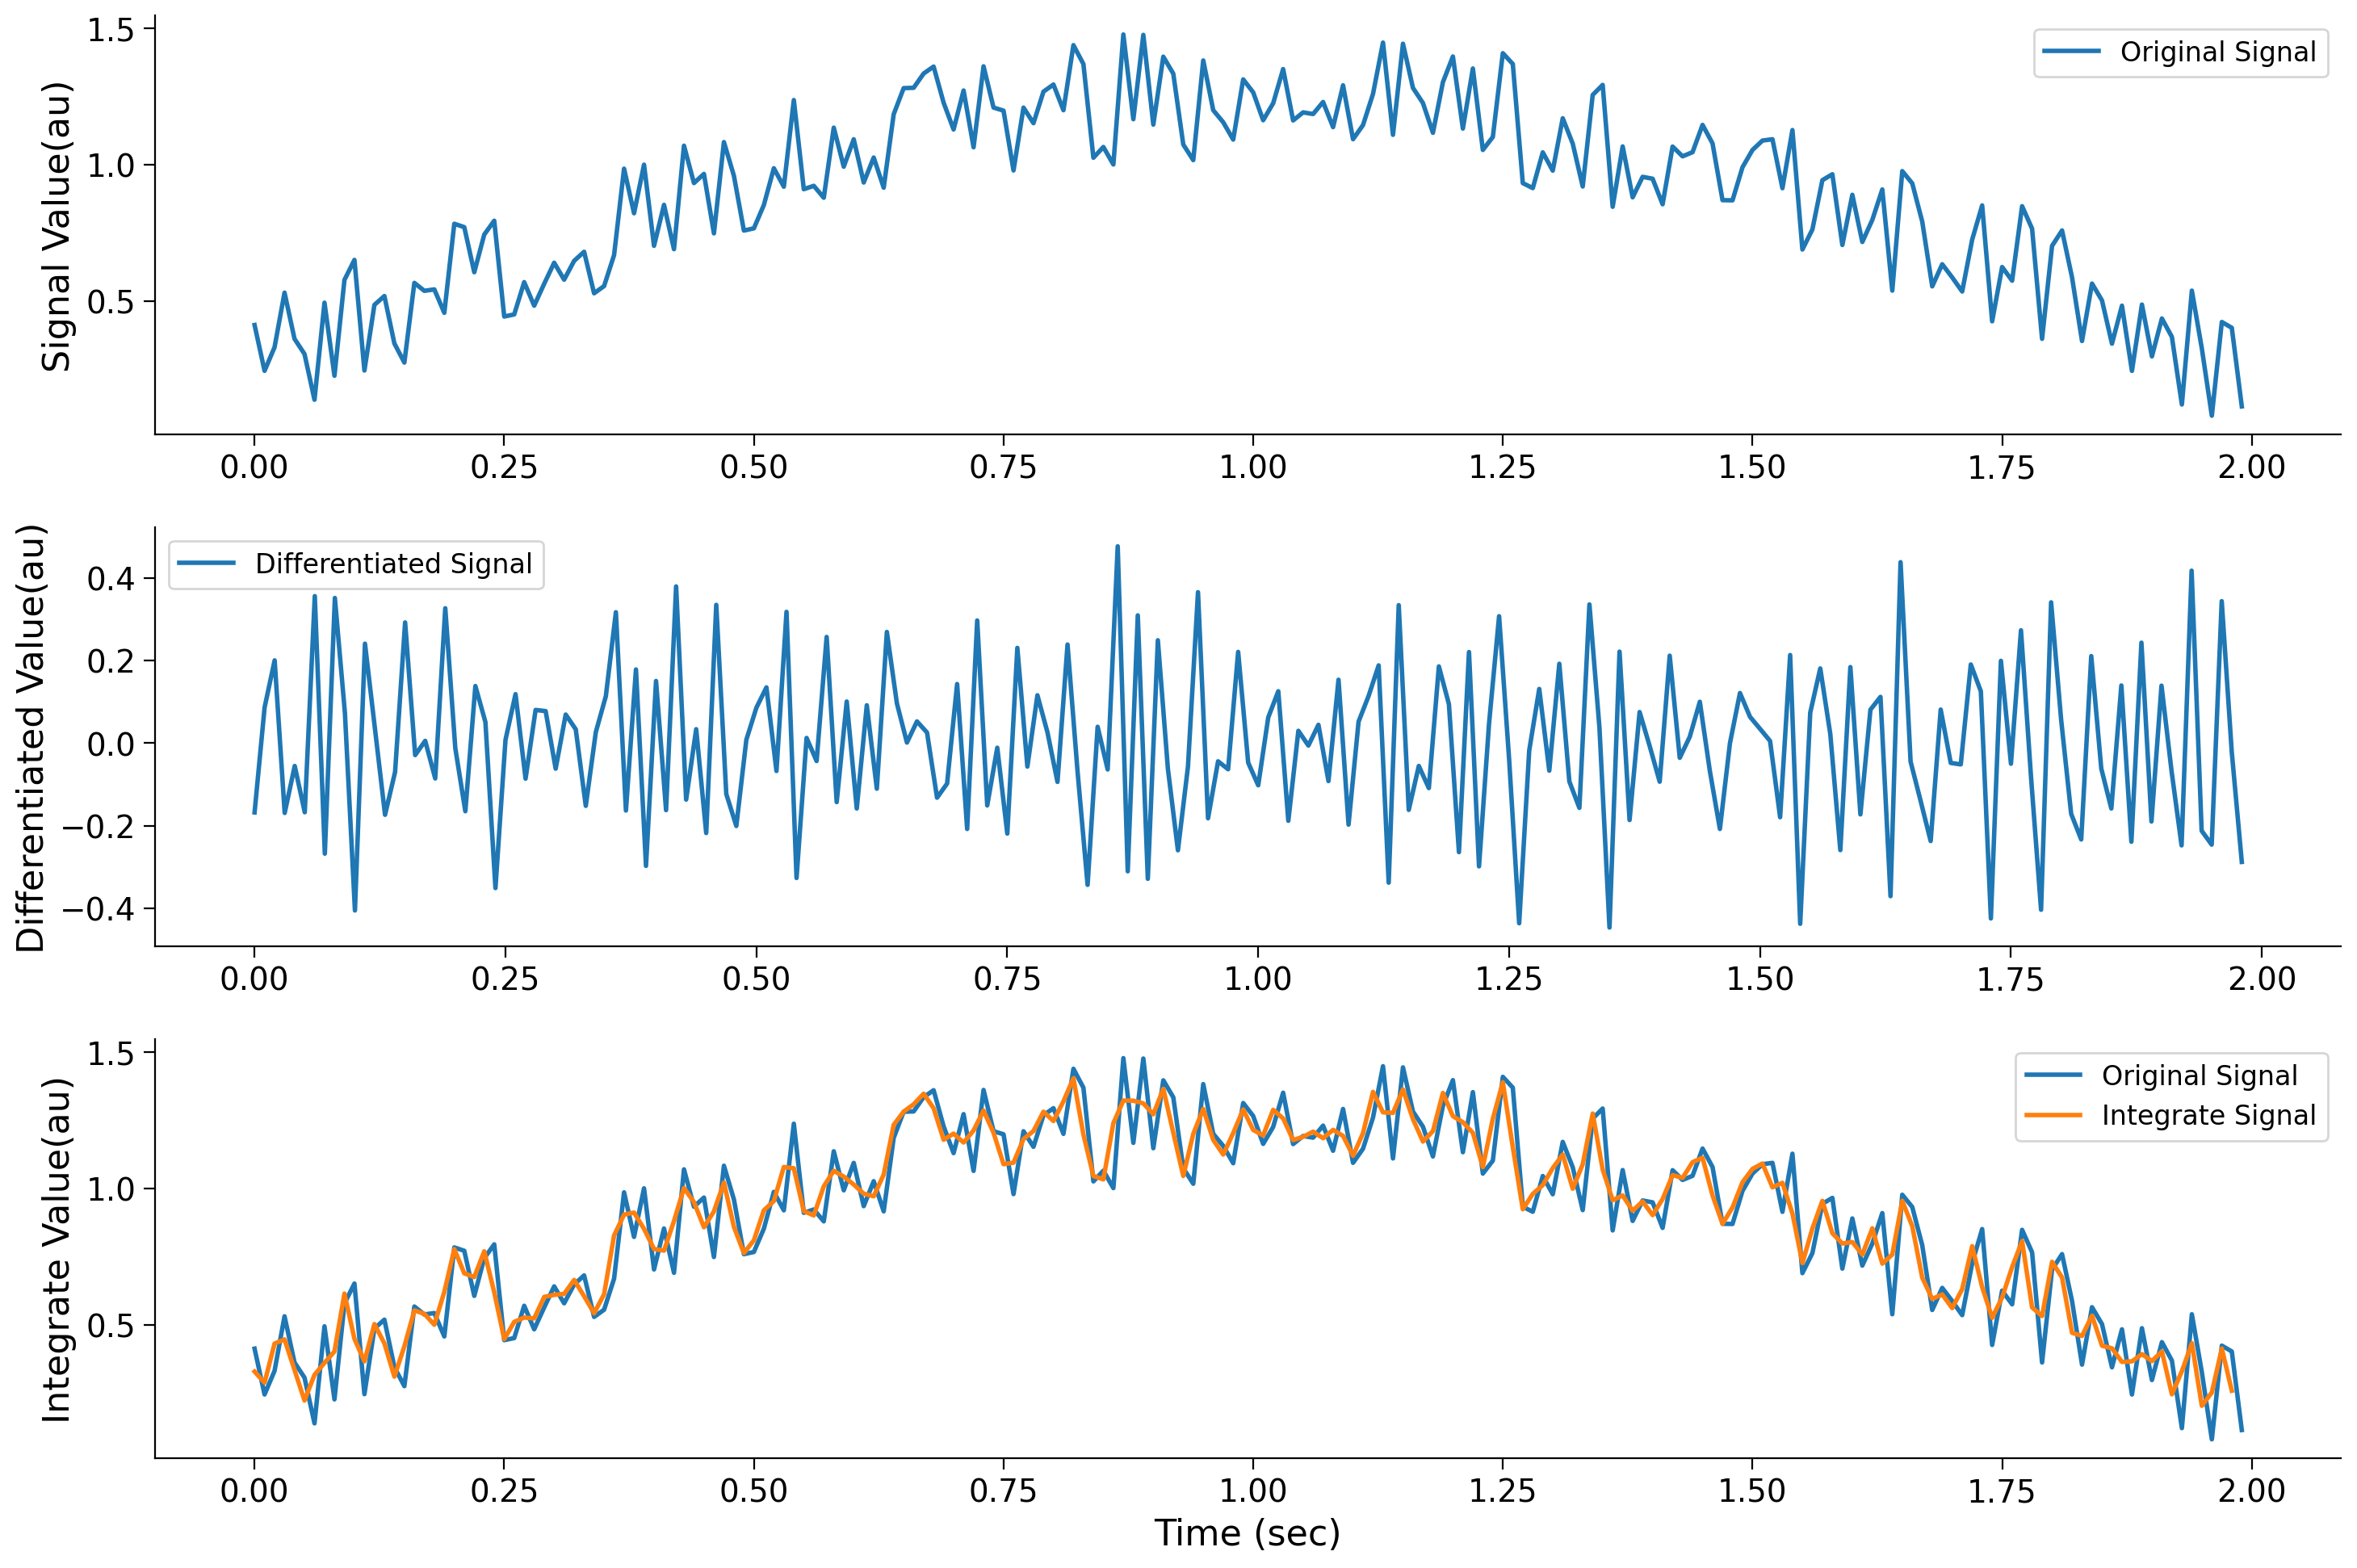 Signal Value(au)
1.5
1.0
0.5
Original Signal
0.00 0.25 0.50 0.75 1.00 1.25 1.50 1.75 2.00
Differentiated Value(au)
0.4
0.2
0.0
−0.2
−0.4
Differentiated Signal
0.00 0.25 0.50 0.75 1.00 1.25 1.50 1.75 2.00
Integrate Value(au)
1.5
1.0
0.5
Original Signal
Integrate Signal
0.00 0.25 0.50 0.75 1.00 1.25 1.50 1.75 2.00
Time (sec)